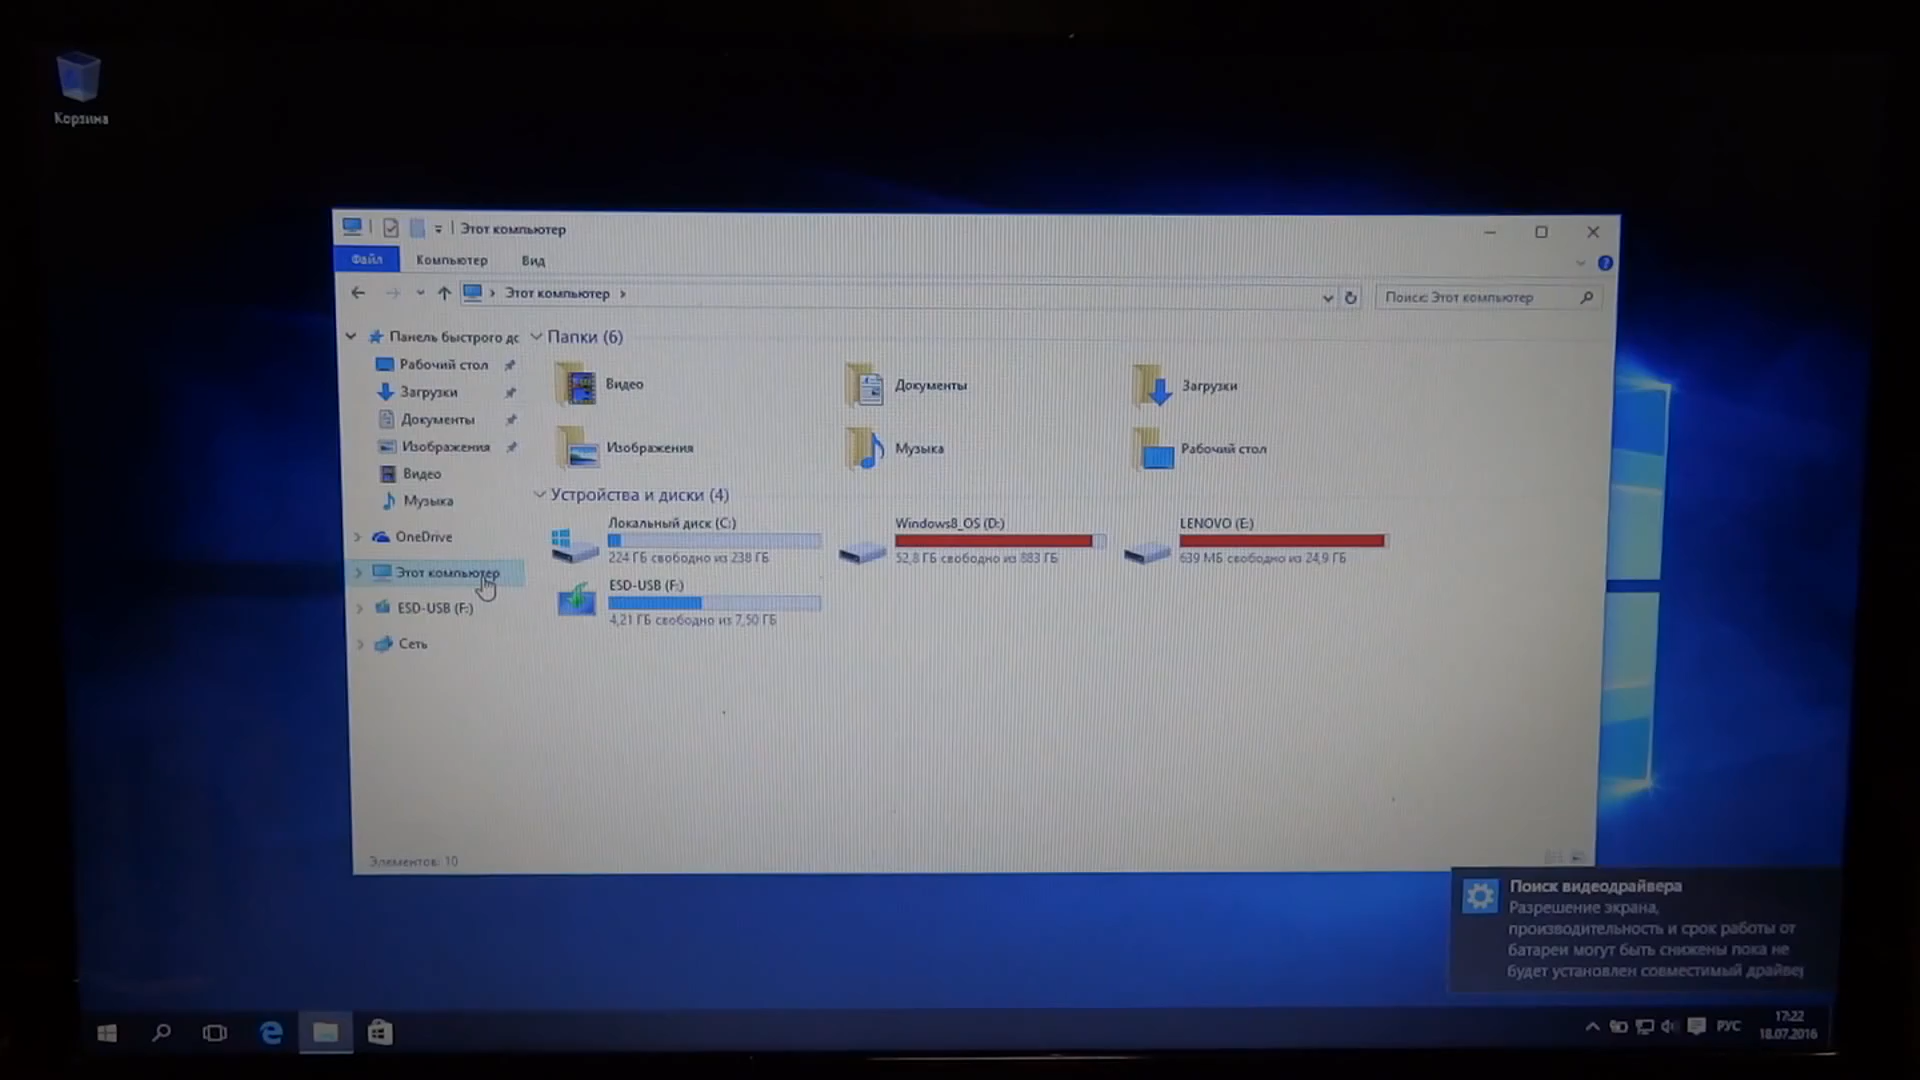 Корзина
Этот компьютер
Файл
Компьютер
Вид
Этот компьютер
Поиск: Этот компьютер
Панель быстрого дс
Рабочий стол
Загрузки
Документы
Изображения
Видео
Музыка
OneDrive
Этот компьютер
ESD-USB (F:)
Сеть
Папки (6)
Видео
Документы
Загрузки
Изображения
Музыка
Рабочий стол
Устройства и диски (4)
Локальный диск (C:)
224 ГБ свободно из 238 ГБ
Windows8_OS (D:)
52,8 ГБ свободно из 883 ГБ
LENOVO (E:)
639 МБ свободно из 24,9 ГБ
ESD-USB (F:)
4,21 ГБ свободно из 7,50 ГБ
Элементов: 10
Поиск видеодрайвера
Разрешение экрана,
производительность и срок работы от
батареи могут быть снижены пока не
будет установлен совместимый драйвер
РУС
17:22
18.07.2016